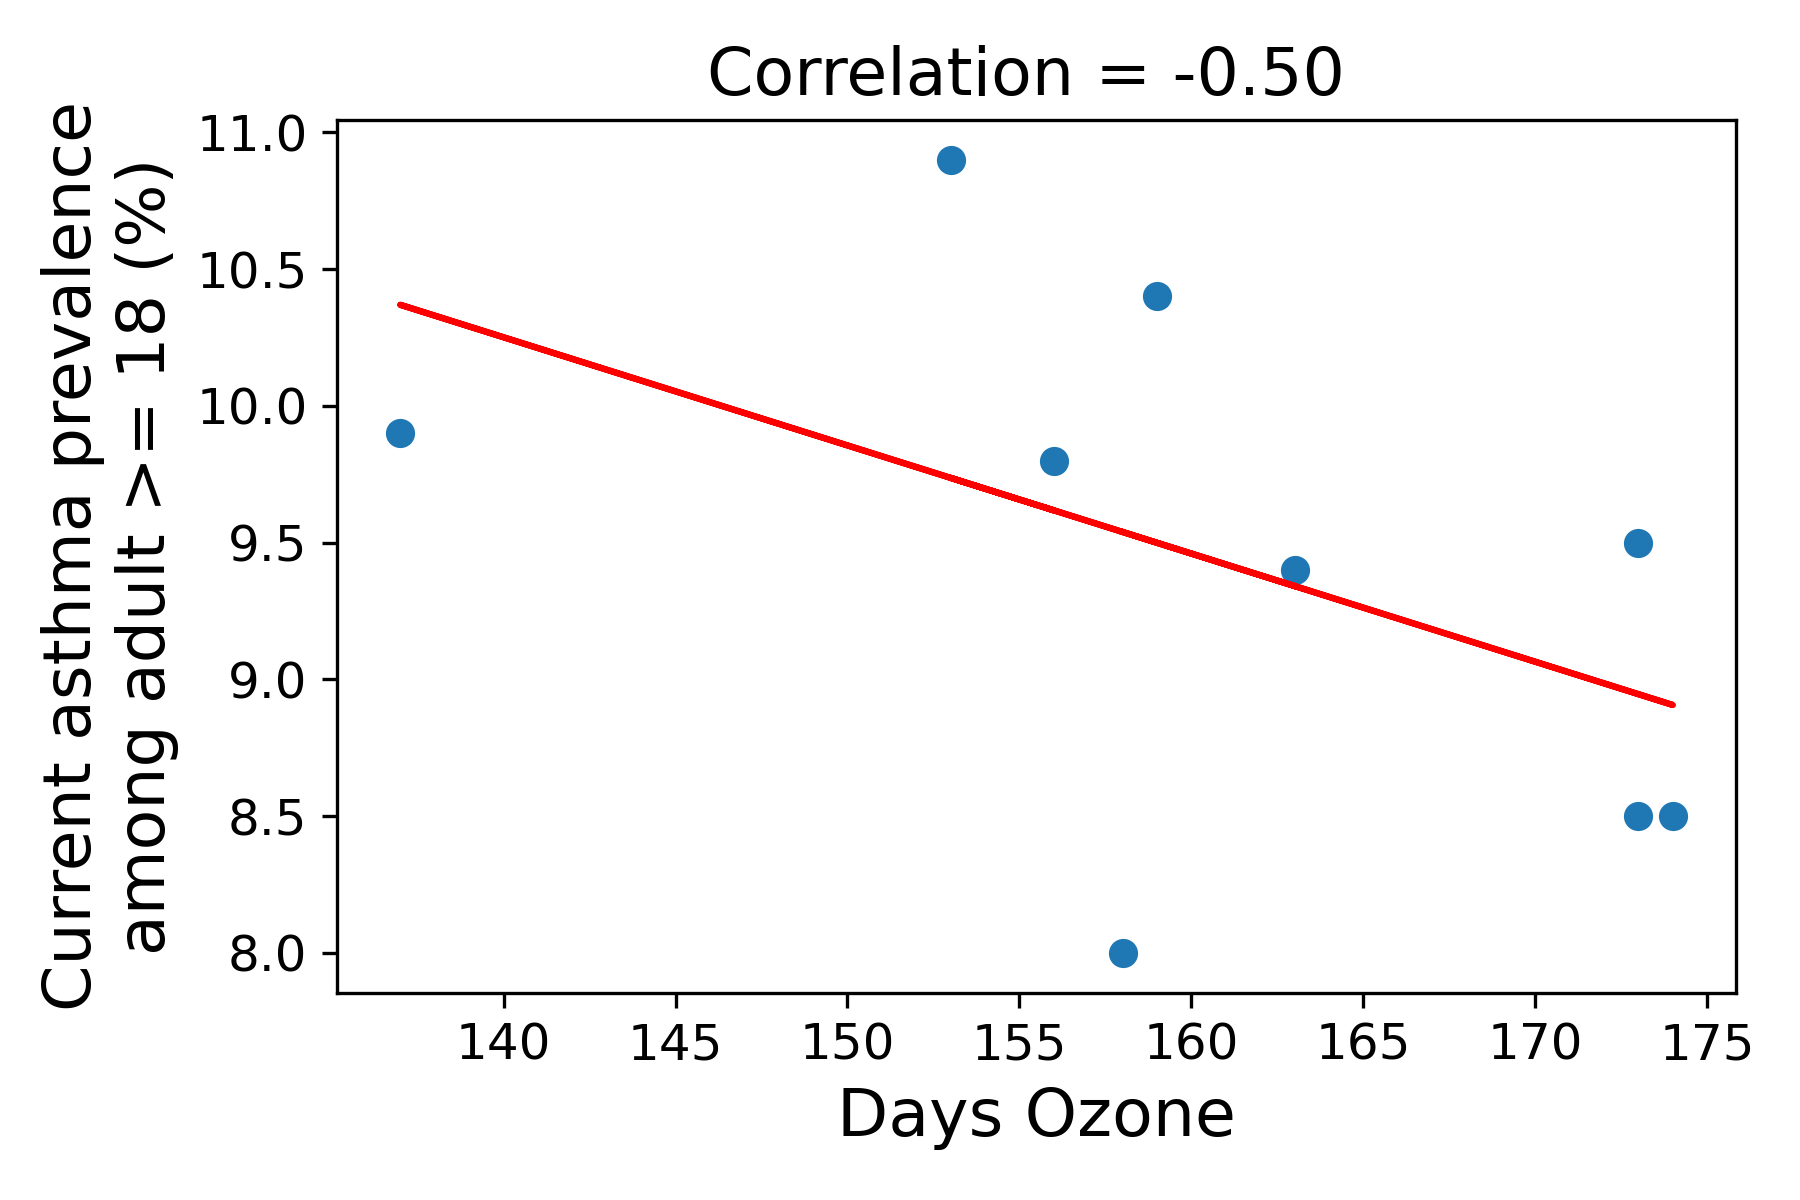 Correlation = -0.50
Current asthma prevalence
among adult >= 18 (%)
11.0
10.5
10.0
9.5
9.0
8.5
8.0
140 145 150 155 160 165 170 175
Days Ozone